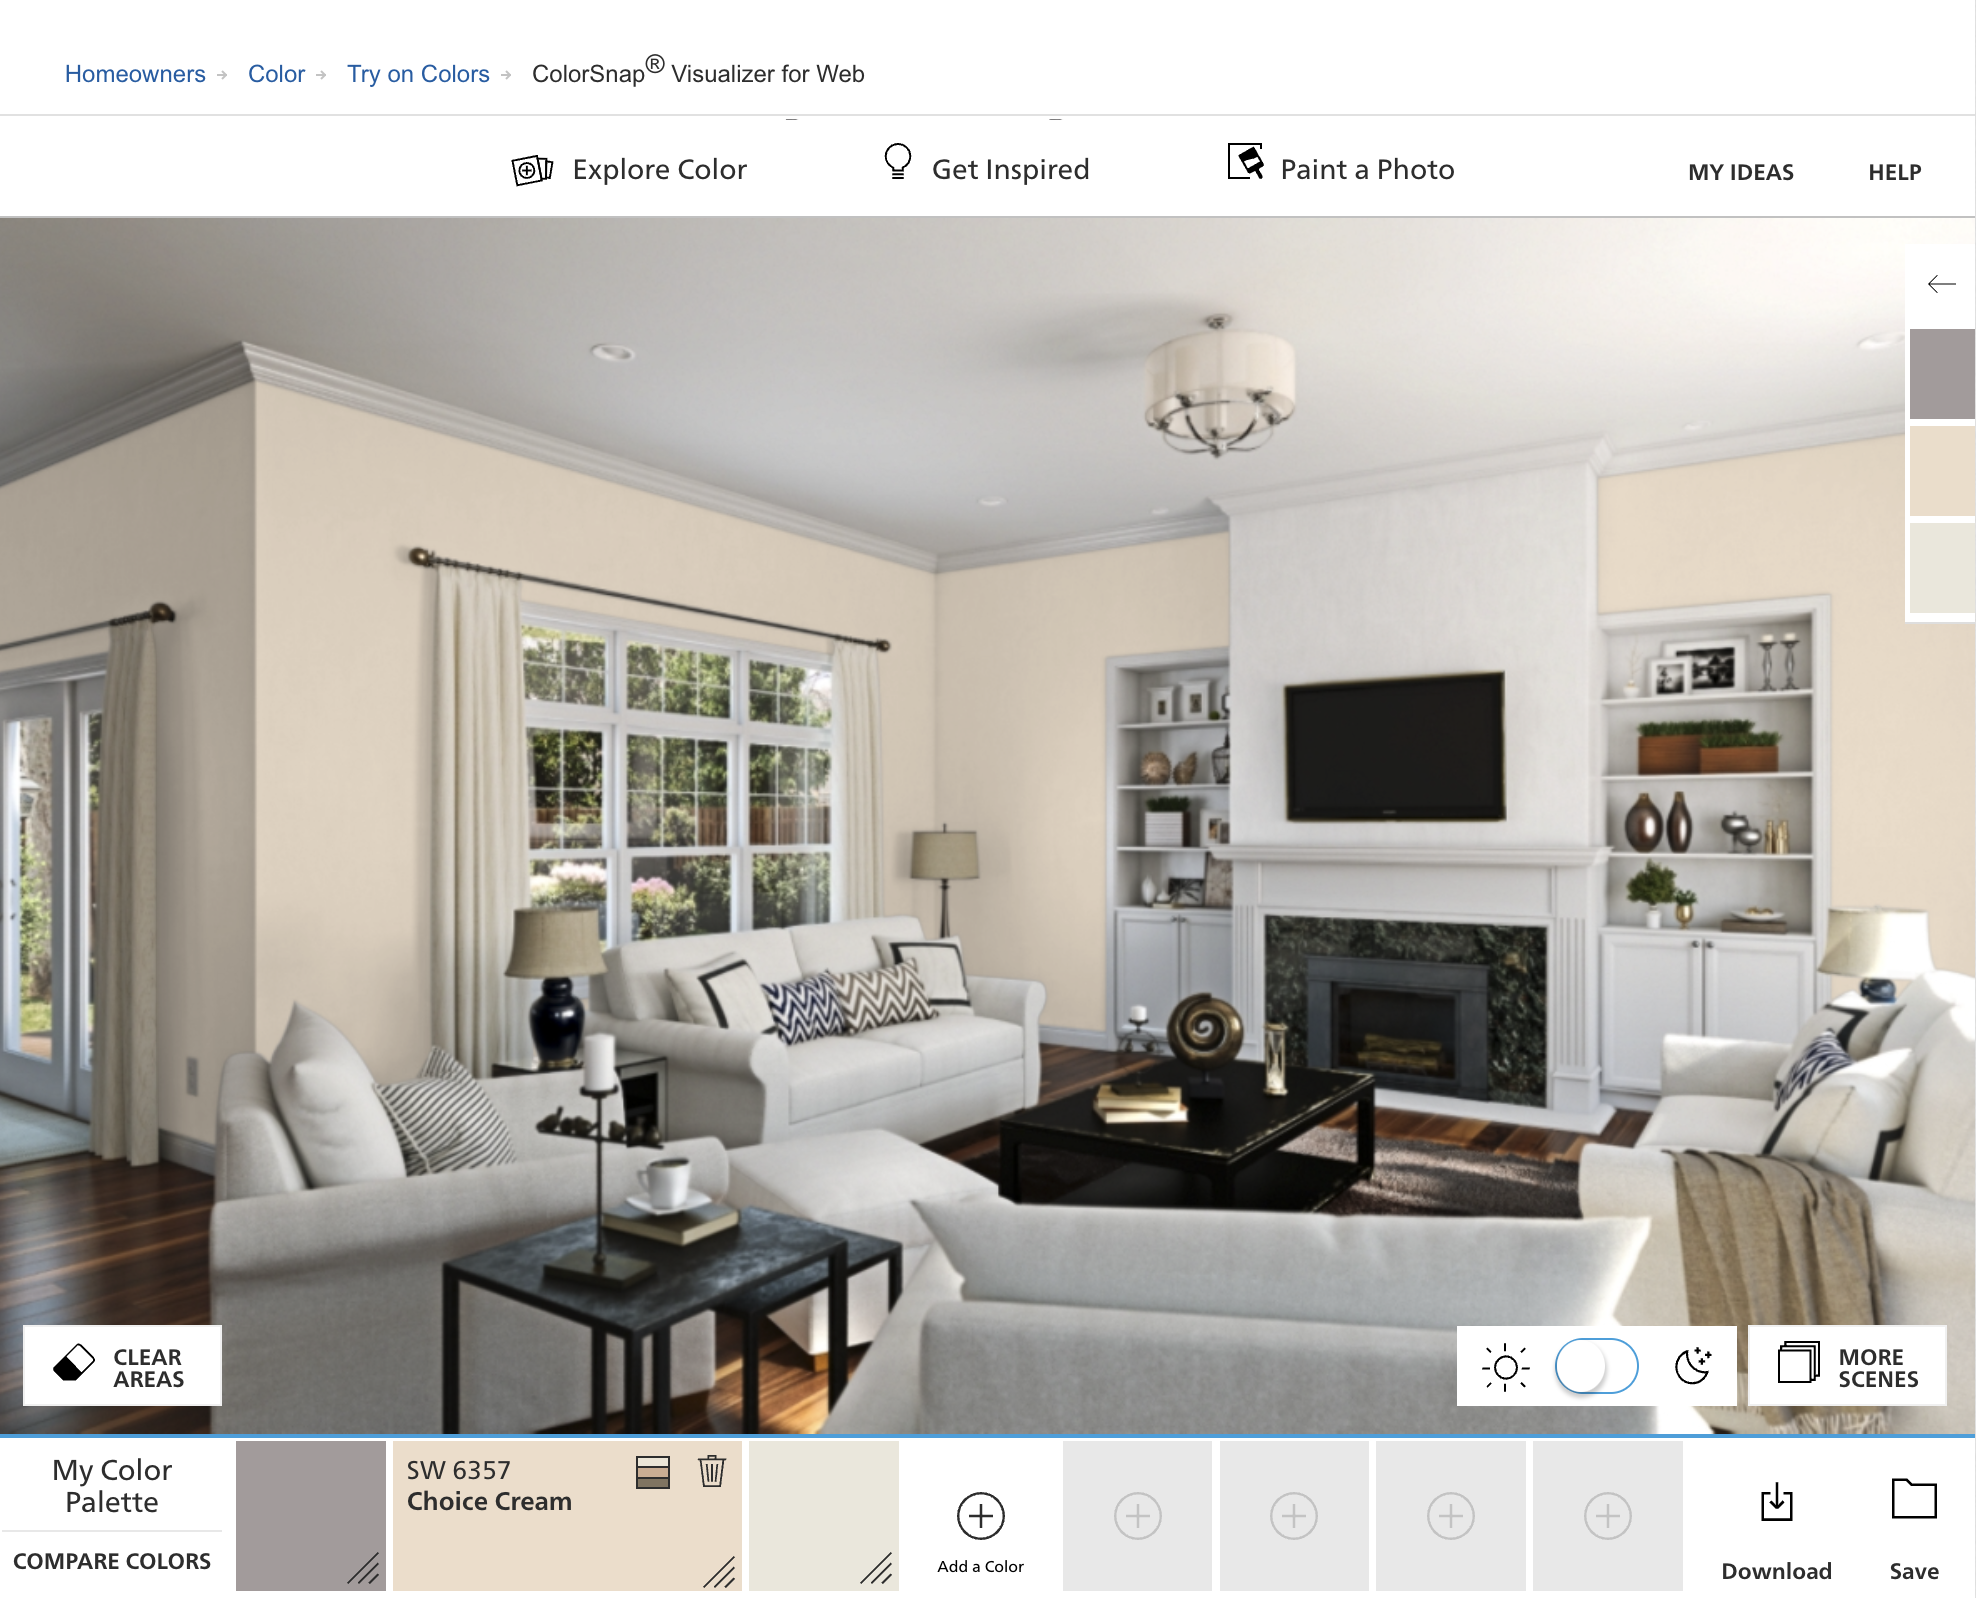 Homeowners → Color → Try on Colors → ColorSnap® Visualizer for Web
Explore Color
Get Inspired
Paint a Photo
MY IDEAS
HELP
CLEAR
AREAS
MORE
SCENES
My Color
Palette
COMPARE COLORS
SW 6357
Choice Cream
Add a Color
Download
Save